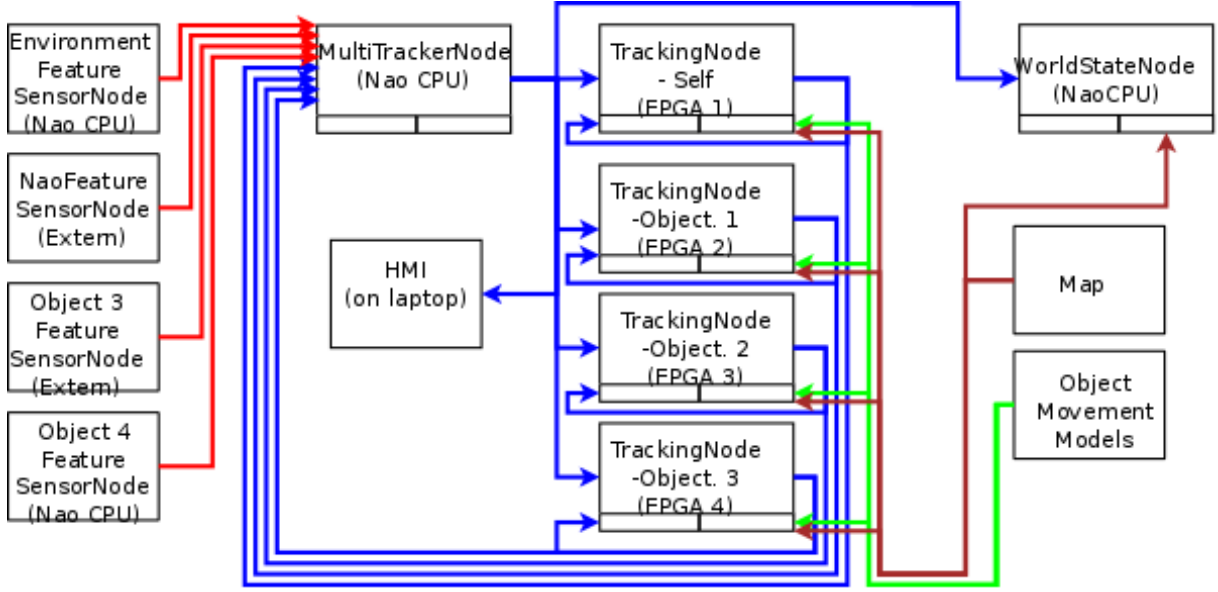 Environment
Feature
SensorNode
(Nao CPU)
NaoFeature
SensorNode
(Extern)
Object 3
Feature
SensorNode
(Extern)
Object 4
Feature
SensorNode
(Nao CPU)
MultiTrackerNode
(Nao CPU)
HMI
(on laptop)
TrackingNode
- Self
(FPGA 1)
TrackingNode
-Object. 1
(FPGA 2)
TrackingNode
-Object. 2
(FPGA 3)
TrackingNode
-Object. 3
(FPGA 4)
WorldStateNode
(NaoCPU)
Map
Object
Movement
Models